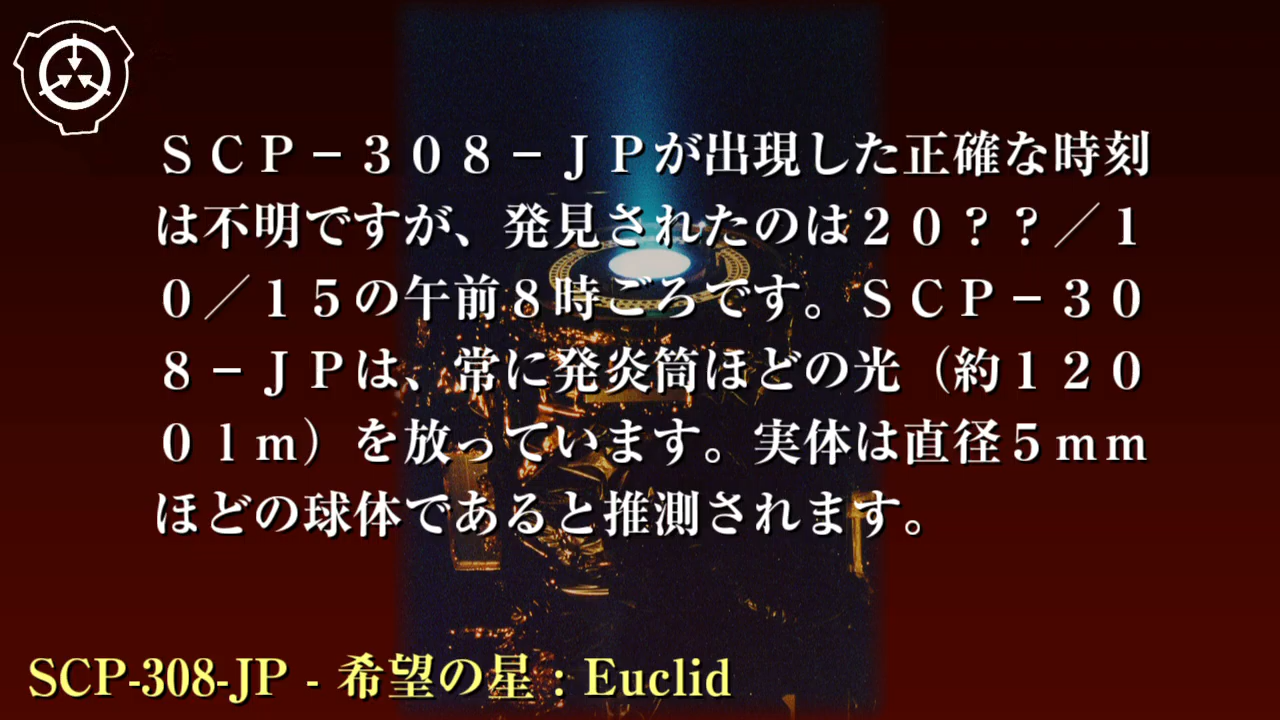 ＳＣＰ－３０８－ＪＰが出現した正確な時刻
は不明ですが、発見されたのは２０？？／１
０／１５の午前８時ごろです。ＳＣＰ－３０
８－ＪＰは、常に発炎筒ほどの光（約１２０
０ｌｍ）を放っています。実体は直径５ｍｍ
ほどの球体であると推測されます。
SCP-308-JP - 希望の星 : Euclid